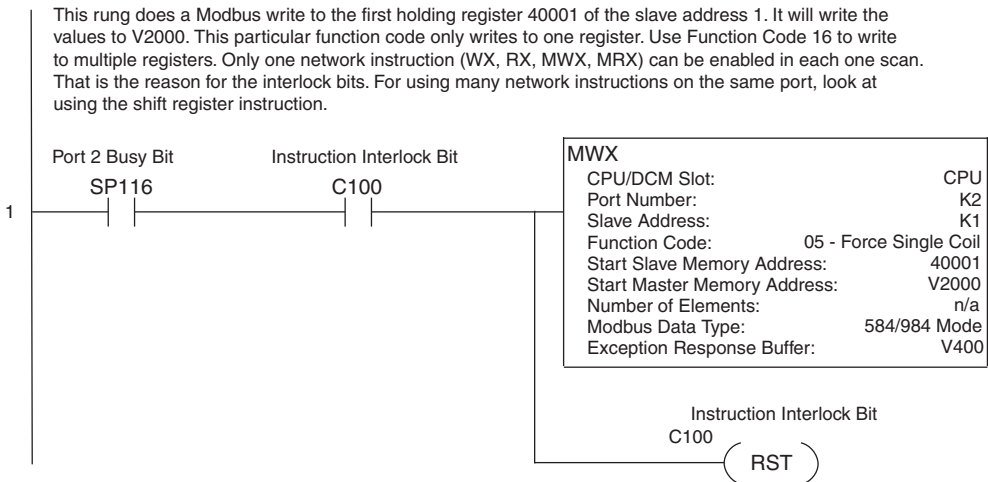 This rung does a Modbus write to the first holding register 40001 of the slave address 1. It will write the
values to V2000. This particular function code only writes to one register. Use Function Code 16 to write
to multiple registers. Only one network instruction (WX, RX, MWX, MRX) can be enabled in each one scan.
That is the reason for the interlock bits. For using many network instructions on the same port, look at
using the shift register instruction.
Port 2 Busy Bit
SP116
Instruction Interlock Bit
C100
1
MWX
CPU/DCM Slot: CPU
Port Number: K2
Slave Address: K1
Function Code: 05 - Force Single Coil
Start Slave Memory Address: 40001
Start Master Memory Address: V2000
Number of Elements: n/a
Modbus Data Type: 584/984 Mode
Exception Response Buffer: V400
Instruction Interlock Bit
C100
RST